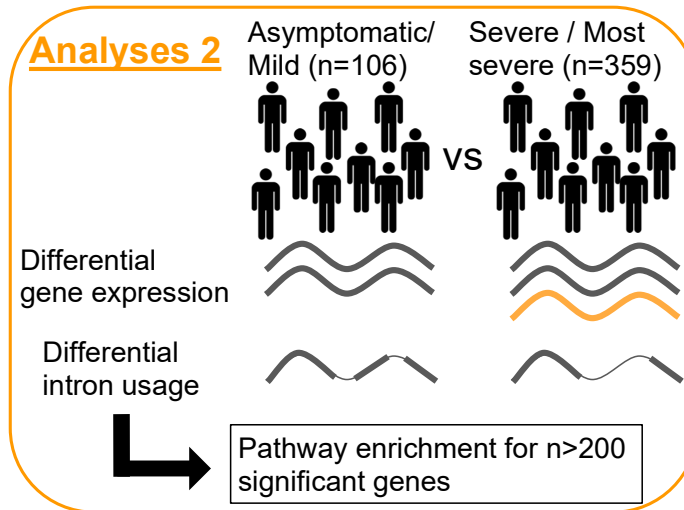 Analyses 2
Asymptomatic/
Mild (n=106)
vs
Severe / Most
severe (n=359)
Differential
gene expression
Differential
intron usage
Pathway enrichment for n>200
significant genes